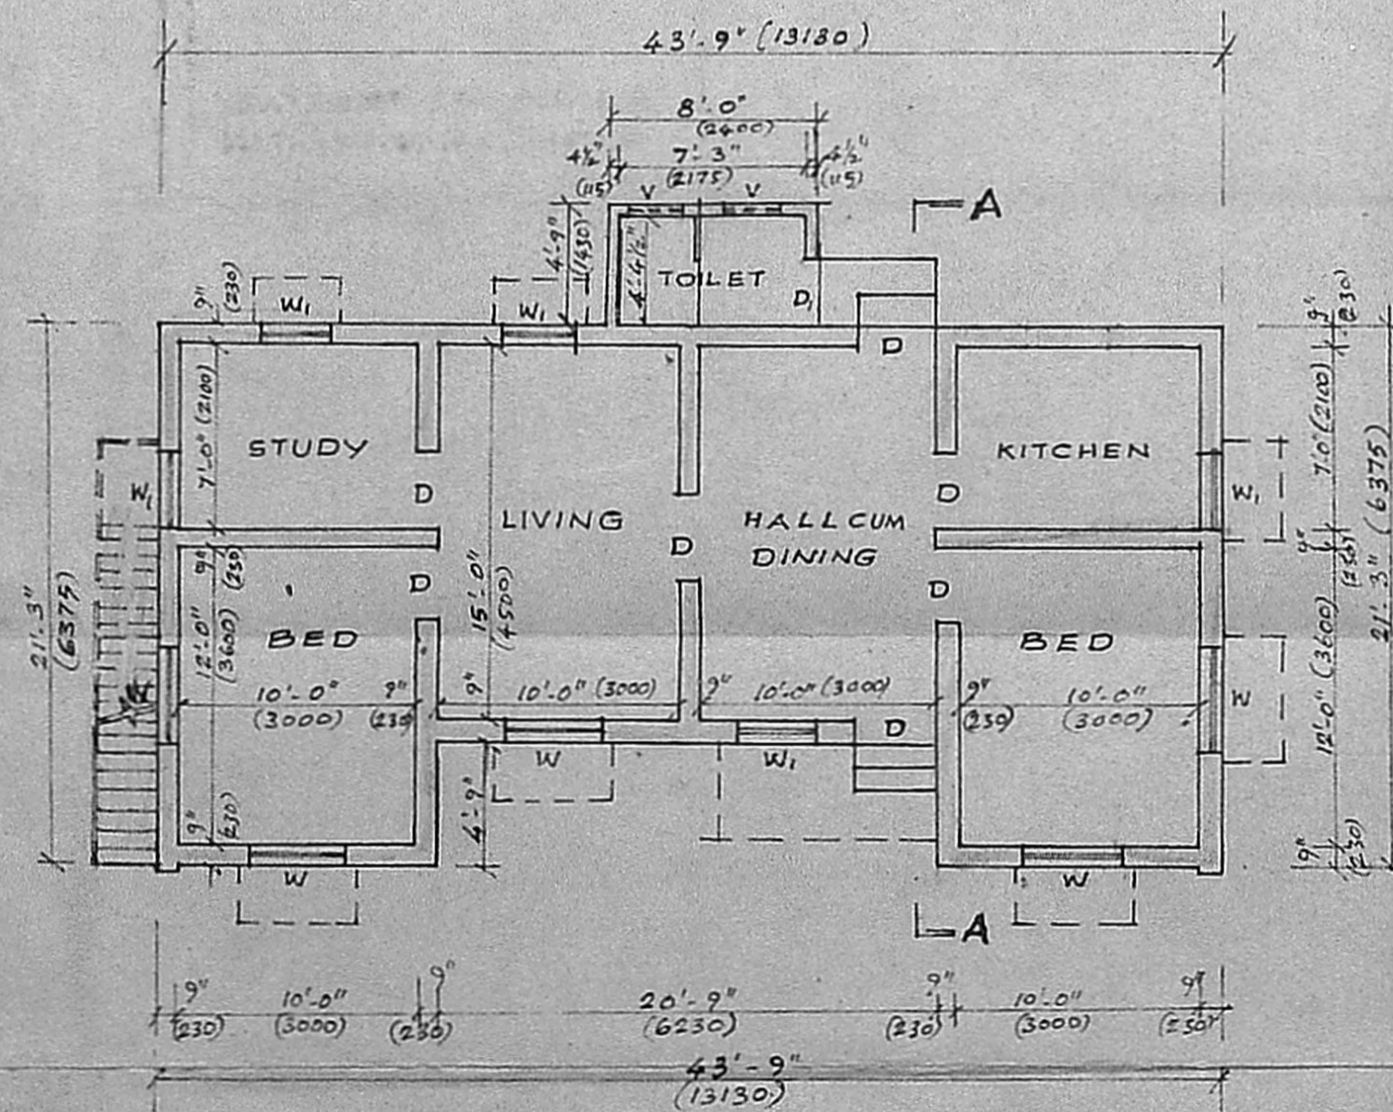 43'-9" (13130)
8'-0"
(2400)
4½" 7'-3" 4½"
(115) (2175) (115)
V V
A
4'-9"
(1430)
4'-4½"
TOILET
D₁
9"
(230)
W₁
W₁
9"
(230)
D
7'-0" (2100)
STUDY
KITCHEN
7'-0" (2100)
W₁
D
D
W₁
LIVING
HALL CUM
DINING
D
D
D
9"
(230)
9"
(230)
21'-3"
(6375)
21'-3" (6375)
15'-0"
(4500)
12'-0"
(3600)
BED
BED
12'-0" (3600)
10'-0" 9"
(3000) (230)
9"
10'-0" (3000)
9"
10'-0" (3000)
9"
(230)
10'-0"
(3000)
W
D
W
W₁
4'-9"
9"
(230)
9"
(230)
W
W
A
9" 10'-0" 9" 20'-9" 9" 10'-0" 9"
(230) (3000) (230) (6230) (230) (3000) (230)
43'-9"
(13130)